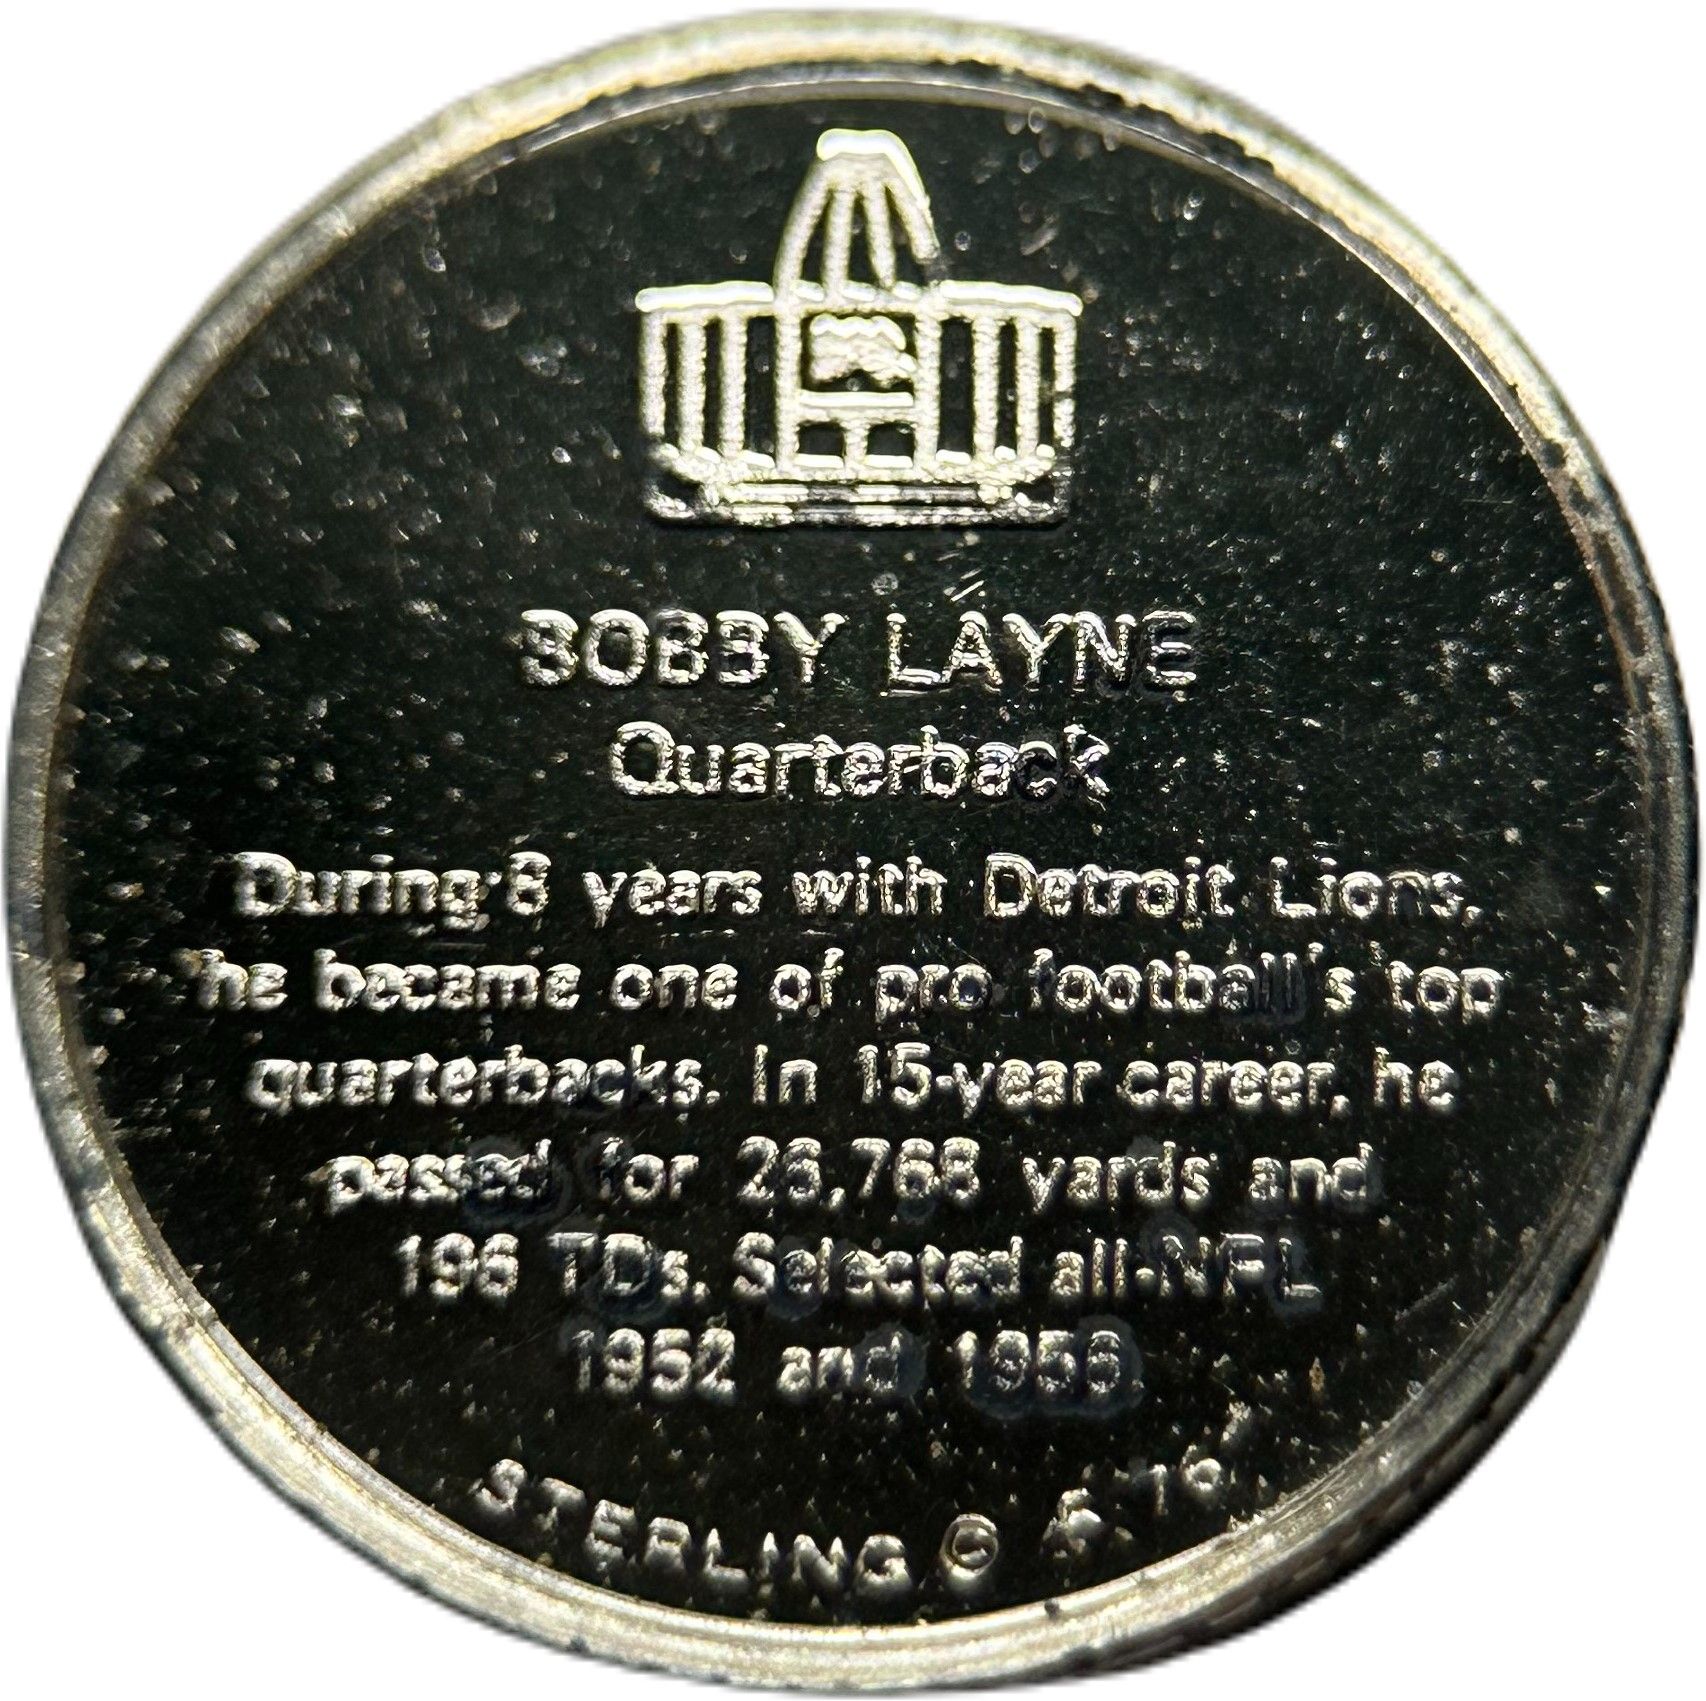 BOBBY LAYNE
Quarterback
During 8 years with Detroit Lions,
he became one of pro football's top
quarterbacks. In 15-year career, he
passed for 26,768 yards and
196 TDs. Selected all-NFL
1952 and 1956.
STERLING ©